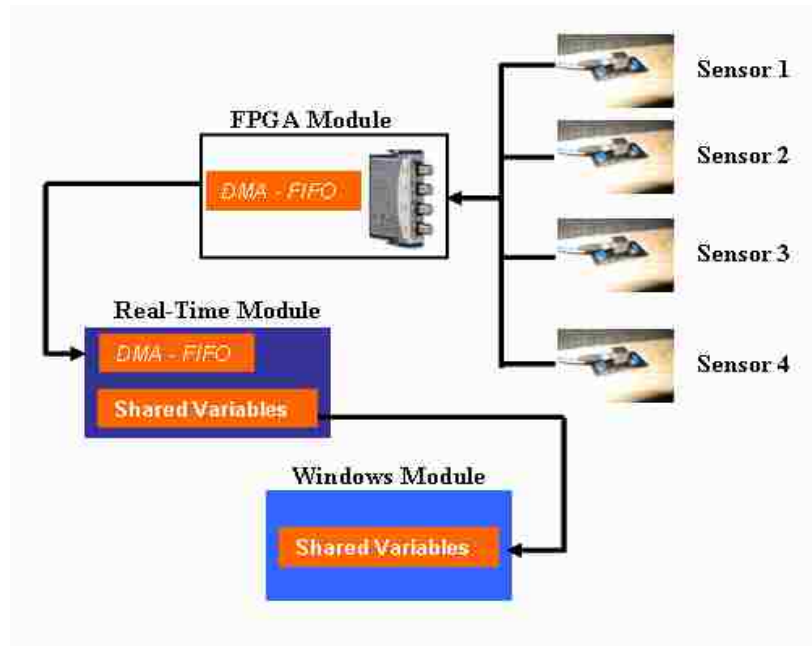 Sensor 1
FPGA Module
DMA - FIFO
Sensor 2
Sensor 3
Real-Time Module
DMA - FIFO
Sensor 4
Shared Variables
Windows Module
Shared Variables